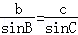 b/sinB = c/sinC